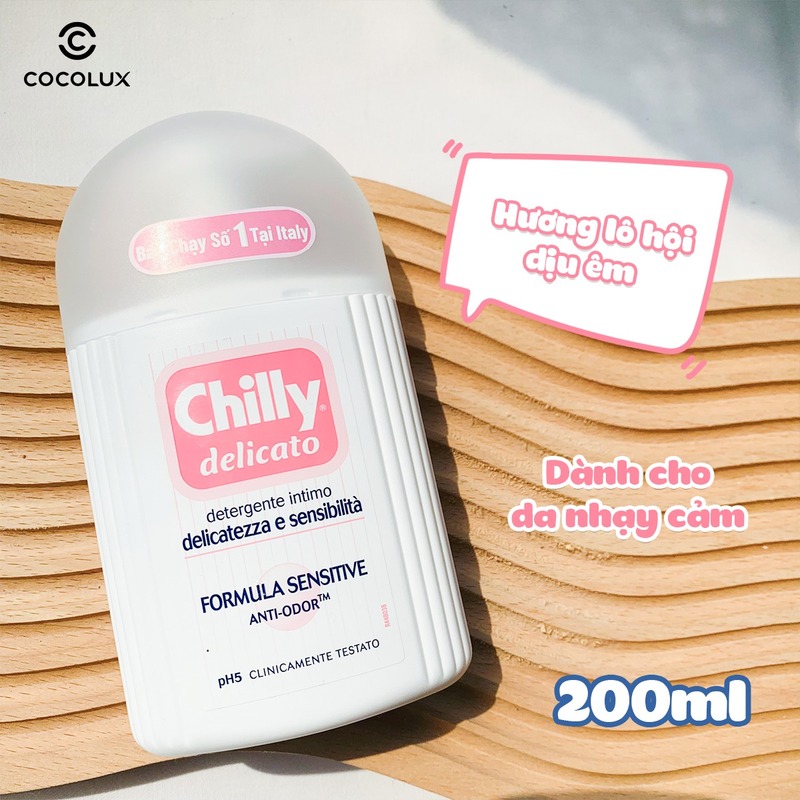 COCOLUX
Bán Chạy Số 1 Tại Italy
Hương lô hội
dịu êm
Chilly®
delicato
detergente intimo
delicatezza e sensibilità
FORMULA SENSITIVE
ANTI-ODOR™
pH5 CLINICAMENTE TESTATO
Dành cho
da nhạy cảm
200ml